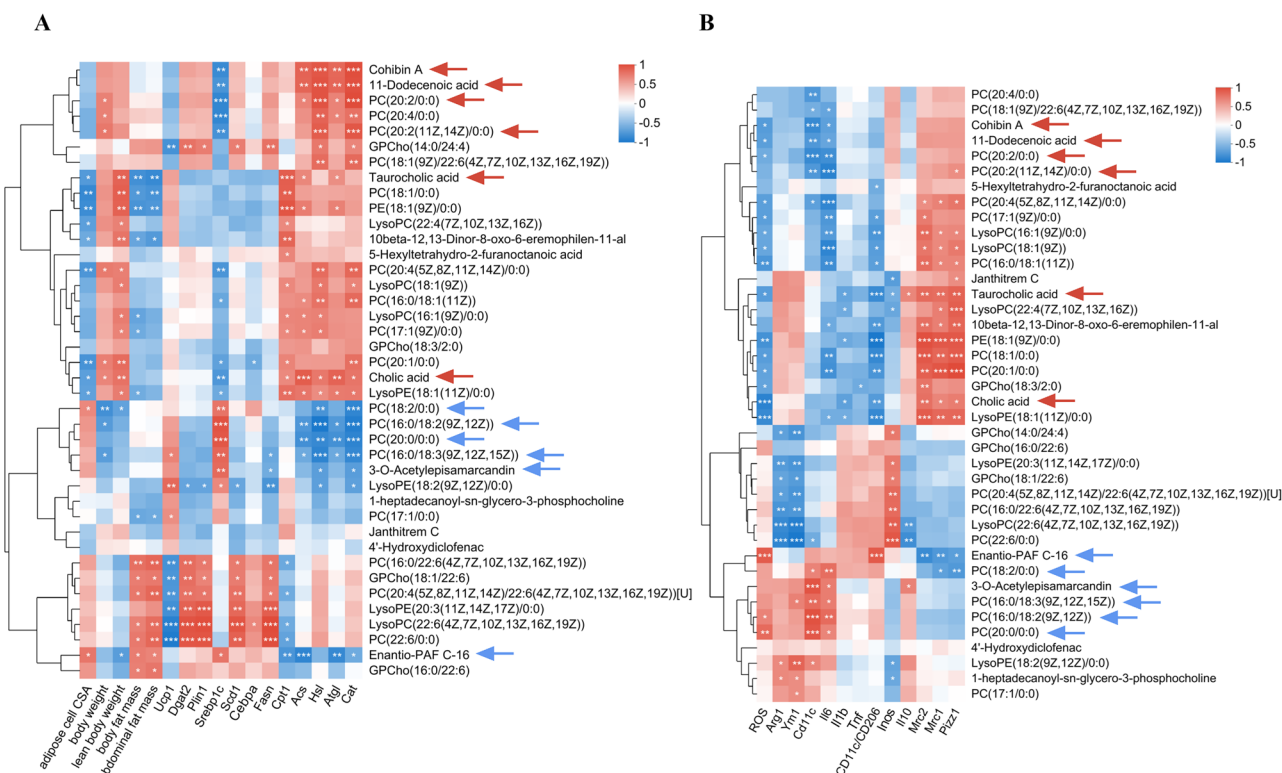 A
B
Cohibin A
11-Dodecenoic acid
PC(20:2/0:0)
PC(20:4/0:0)
PC(20:2(11Z,14Z)/0:0)
GPCho(14:0/24:4)
PC(18:1(9Z)/22:6(4Z,7Z,10Z,13Z,16Z,19Z))
Taurocholic acid
PC(18:1/0:0)
PE(18:1(9Z)/0:0)
LysoPC(22:4(7Z,10Z,13Z,16Z))
10beta-12,13-Dinor-8-oxo-6-eremophilen-11-al
5-Hexyltetrahydro-2-furanoctanoic acid
PC(20:4(5Z,8Z,11Z,14Z)/0:0)
LysoPC(18:1(9Z))
PC(16:0/18:1(11Z))
LysoPC(16:1(9Z)/0:0)
PC(17:1(9Z)/0:0)
GPCho(18:3/2:0)
PC(20:1/0:0)
Cholic acid
LysoPE(18:1(11Z)/0:0)
PC(18:2/0:0)
PC(16:0/18:2(9Z,12Z))
PC(20:0/0:0)
PC(16:0/18:3(9Z,12Z,15Z))
3-O-Acetylepisamarcandin
LysoPE(18:2(9Z,12Z)/0:0)
1-heptadecanoyl-sn-glycero-3-phosphocholine
PC(17:1/0:0)
Janthitrem C
4'-Hydroxydiclofenac
PC(16:0/22:6(4Z,7Z,10Z,13Z,16Z,19Z))
GPCho(18:1/22:6)
PC(20:4(5Z,8Z,11Z,14Z)/22:6(4Z,7Z,10Z,13Z,16Z,19Z))[U]
LysoPE(20:3(11Z,14Z,17Z)/0:0)
LysoPC(22:6(4Z,7Z,10Z,13Z,16Z,19Z))
PC(22:6/0:0)
Enantio-PAF C-16
GPCho(16:0/22:6)
1
0.5
0
-0.5
-1
adipose cell CSA
body weight
lean body weight
body fat mass
bdominal fat mass
Ucp1
Dgat2
Plin1
Srebp1c
Scd1
Cebpa
Fasn
Cpt1
Acs
Hsl
Atgl
Cat
PC(20:4/0:0)
PC(18:1(9Z)/22:6(4Z,7Z,10Z,13Z,16Z,19Z))
Cohibin A
11-Dodecenoic acid
PC(20:2/0:0)
PC(20:2(11Z,14Z)/0:0)
5-Hexyltetrahydro-2-furanoctanoic acid
PC(20:4(5Z,8Z,11Z,14Z)/0:0)
PC(17:1(9Z)/0:0)
LysoPC(16:1(9Z)/0:0)
LysoPC(18:1(9Z))
PC(16:0/18:1(11Z))
Janthitrem C
Taurocholic acid
LysoPC(22:4(7Z,10Z,13Z,16Z))
10beta-12,13-Dinor-8-oxo-6-eremophilen-11-al
PE(18:1(9Z)/0:0)
PC(18:1/0:0)
PC(20:1/0:0)
GPCho(18:3/2:0)
Cholic acid
LysoPE(18:1(11Z)/0:0)
GPCho(14:0/24:4)
GPCho(16:0/22:6)
LysoPE(20:3(11Z,14Z,17Z)/0:0)
GPCho(18:1/22:6)
PC(20:4(5Z,8Z,11Z,14Z)/22:6(4Z,7Z,10Z,13Z,16Z,19Z))[U]
PC(16:0/22:6(4Z,7Z,10Z,13Z,16Z,19Z))
LysoPC(22:6(4Z,7Z,10Z,13Z,16Z,19Z))
PC(22:6/0:0)
Enantio-PAF C-16
PC(18:2/0:0)
3-O-Acetylepisamarcandin
PC(16:0/18:3(9Z,12Z,15Z))
PC(16:0/18:2(9Z,12Z))
PC(20:0/0:0)
4'-Hydroxydiclofenac
LysoPE(18:2(9Z,12Z)/0:0)
1-heptadecanoyl-sn-glycero-3-phosphocholine
PC(17:1/0:0)
1
0.5
0
-0.5
-1
ROS
Arg1
Ym1
Cd11c
Il6
Il1b
Tnf
CD11c/CD206
Inos
Il10
Mrc2
Mrc1
Pizz1